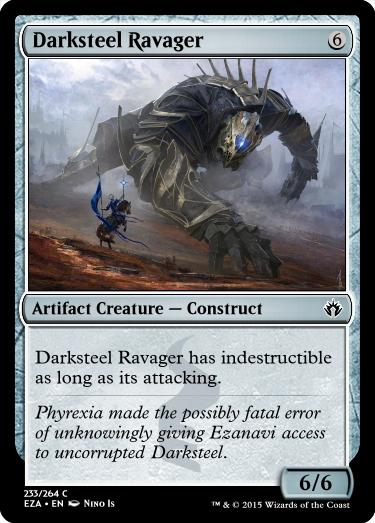 Darksteel Ravager 6
Artifact Creature — Construct
Darksteel Ravager has indestructible
as long as its attacking.
Phyrexia made the possibly fatal error
of unknowingly giving Ezanavi access
to uncorrupted Darksteel.
6/6
233/264 C
EZA • EN Nino Is
™ & © 2015 Wizards of the Coast